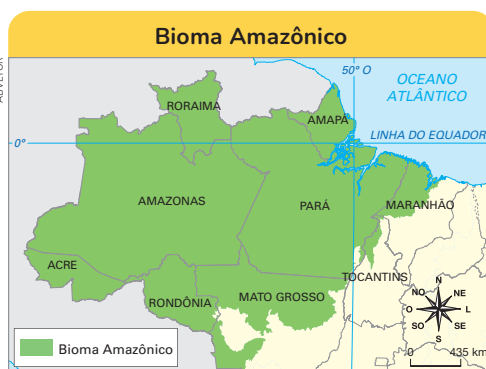 Bioma Amazônico
50° O
OCEANO
ATLÂNTICO
RORAIMA
AMAPÁ
LINHA DO EQUADOR
0°
AMAZONAS
PARÁ
MARANHÃO
ACRE
TOCANTINS
RONDÔNIA
MATO GROSSO
N
NO
NE
O
L
SO
SE
S
Bioma Amazônico
0 435 km